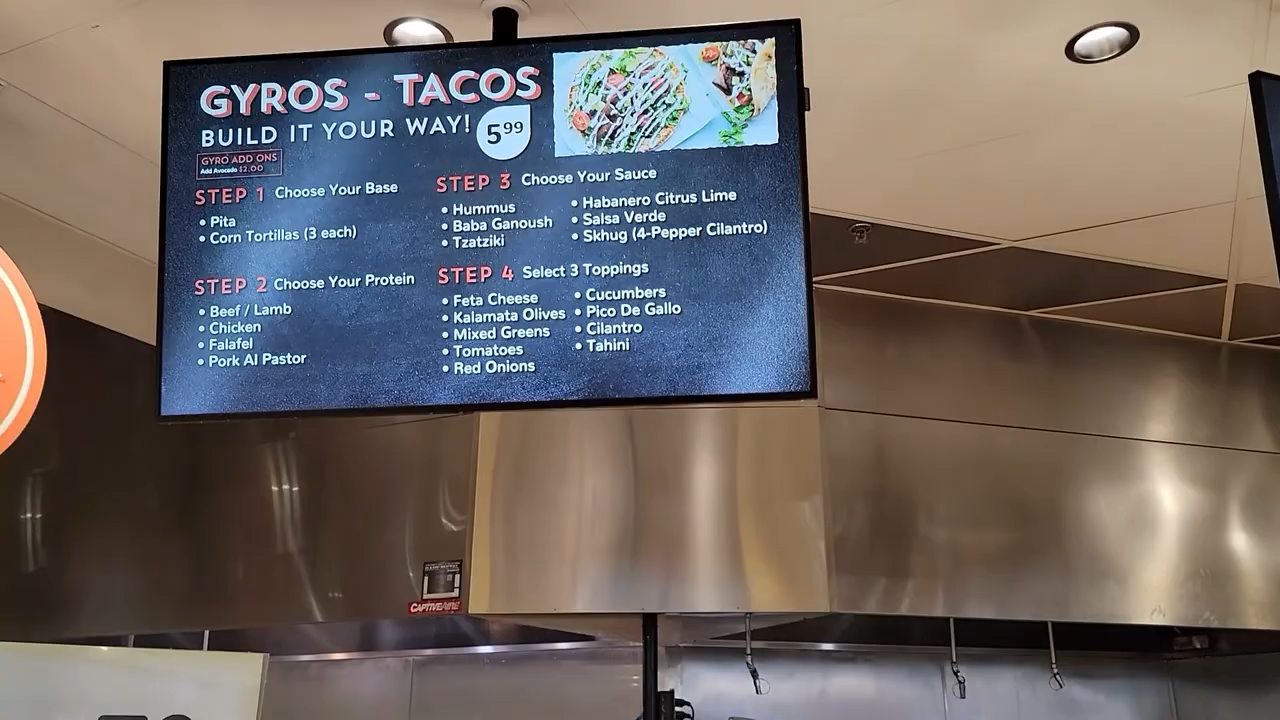 GYROS - TACOS
BUILD IT YOUR WAY!
5⁹⁹
GYRO ADD ONS
Add Avocado $2.00
STEP 1 Choose Your Base
• Pita
• Corn Tortillas (3 each)
STEP 2 Choose Your Protein
• Beef / Lamb
• Chicken
• Falafel
• Pork Al Pastor
STEP 3 Choose Your Sauce
• Hummus
• Baba Ganoush
• Tzatziki
• Habanero Citrus Lime
• Salsa Verde
• Skhug (4-Pepper Cilantro)
STEP 4 Select 3 Toppings
• Feta Cheese
• Kalamata Olives
• Mixed Greens
• Tomatoes
• Red Onions
• Cucumbers
• Pico De Gallo
• Cilantro
• Tahini
CAPTIVEAIRE